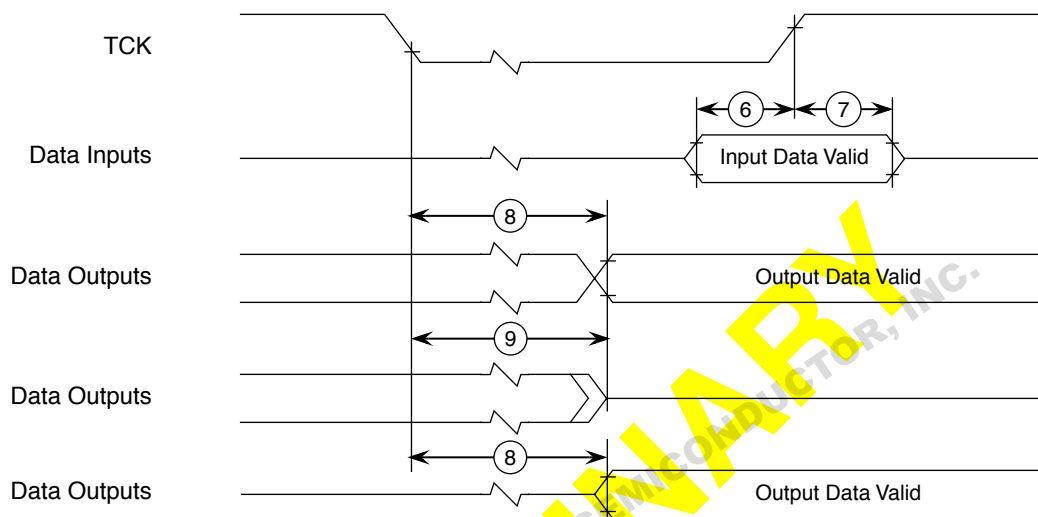 TCK
6 7
Data Inputs Input Data Valid
8
Data Outputs Output Data Valid
9
Data Outputs
8
Data Outputs Output Data Valid
SEMICONDUCTOR, INC.